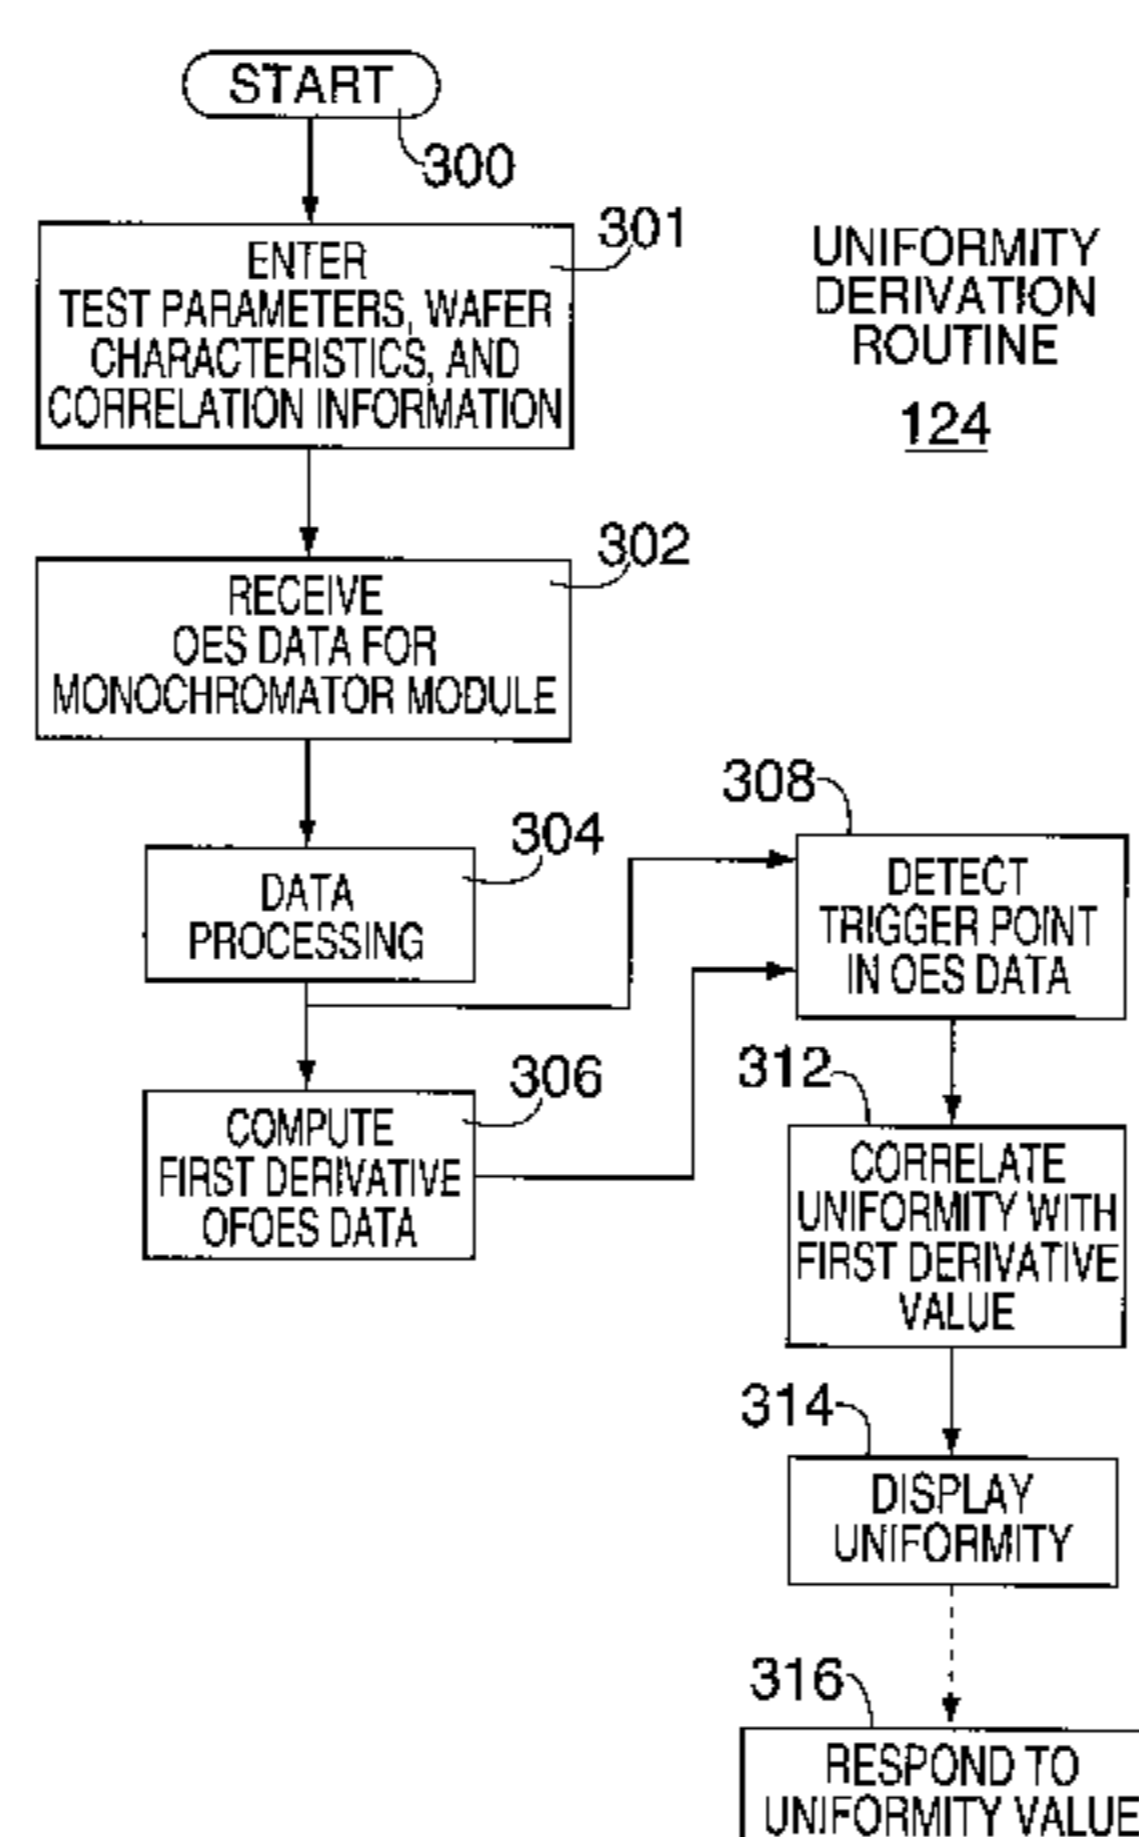 START
300
301
ENTER
TEST PARAMETERS, WAFER
CHARACTERISTICS, AND
CORRELATION INFORMATION
UNIFORMITY
DERIVATION
ROUTINE
124
302
RECEIVE
OES DATA FOR
MONOCHROMATOR MODULE
304
DATA
PROCESSING
306
COMPUTE
FIRST DERIVATIVE
OFOES DATA
308
DETECT
TRIGGER POINT
IN OES DATA
312
CORRELATE
UNIFORMITY WITH
FIRST DERIVATIVE
VALUE
314
DISPLAY
UNIFORMITY
316
RESPOND TO
UNIFORMITY VALUE